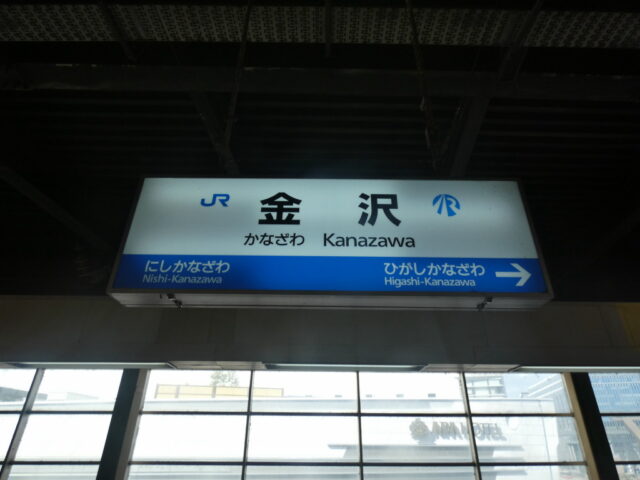 JR 金沢
かなざわ Kanazawa
にしかなざわ ひがしかなざわ →
Nishi-Kanazawa Higashi-Kanazawa